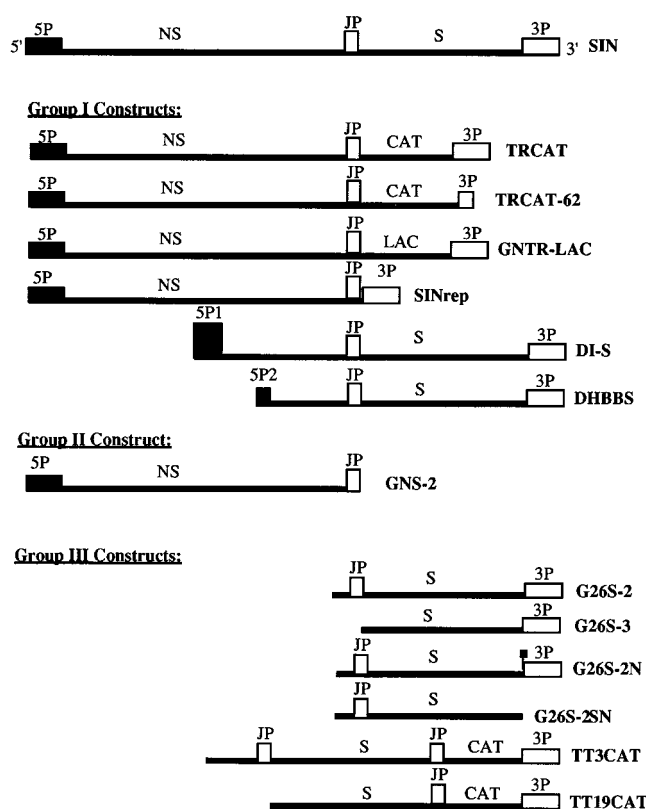 5P NS JP S 3P
5' 3' SIN
Group I Constructs:
5P NS JP CAT 3P
TRCAT
5P NS JP CAT 3P
TRCAT-62
5P NS JP LAC 3P
GNTR-LAC
5P NS JP 3P
SINrep
5P1 JP S 3P
DI-S
5P2 JP S 3P
DHBBS
Group II Construct:
5P NS JP
GNS-2
Group III Constructs:
JP S 3P
G26S-2
S 3P
G26S-3
JP S 3P
G26S-2N
JP S
G26S-2SN
JP S JP CAT 3P
TT3CAT
S JP CAT 3P
TT19CAT